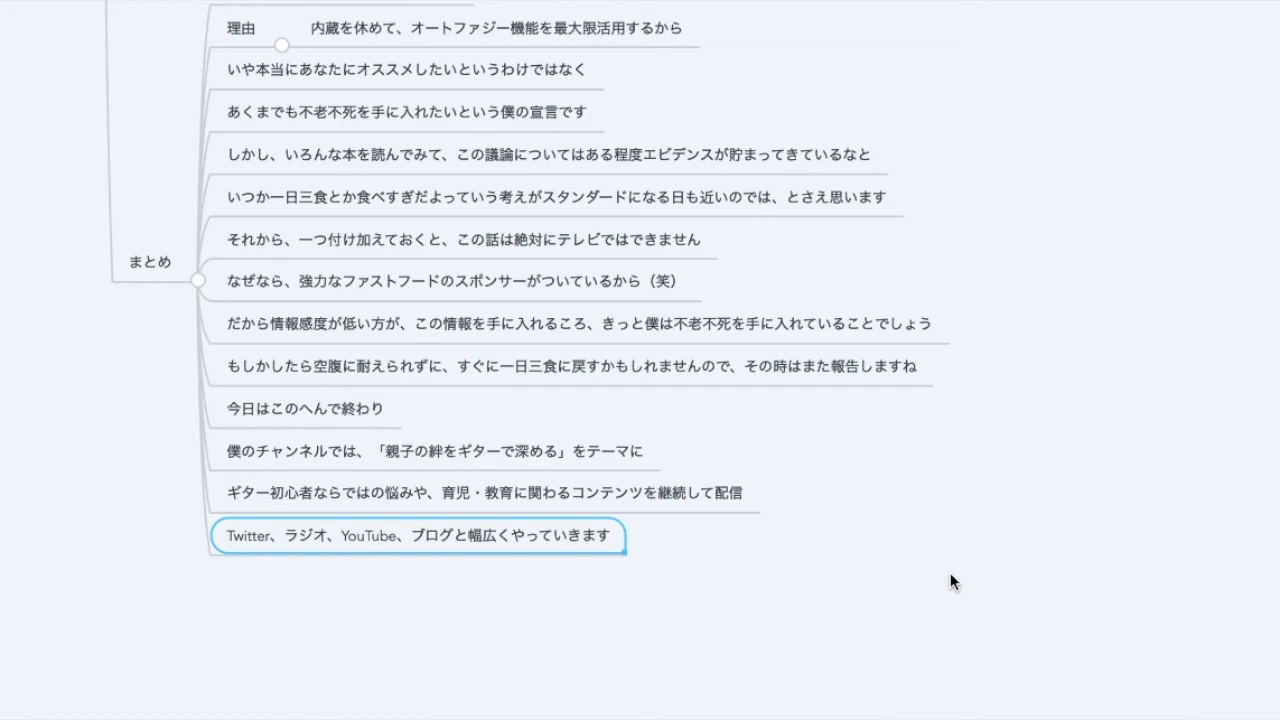 理由 内蔵を休めて、オートファジー機能を最大限活用するから
いや本当にあなたにオススメしたいというわけではなく
あくまでも不老不死を手に入れたいという僕の宣言です
しかし、いろんな本を読んでみて、この議論についてはある程度エビデンスが貯まってきているなと
いつか一日三食とか食べすぎだよっていう考えがスタンダードになる日も近いのでは、とさえ思います
それから、一つ付け加えておくと、この話は絶対にテレビではできません
まとめ
なぜなら、強力なファストフードのスポンサーがついているから（笑）
だから情報感度が低い方が、この情報を手に入れるころ、きっと僕は不老不死を手に入れていることでしょう
もしかしたら空腹に耐えられずに、すぐに一日三食に戻すかもしれませんので、その時はまた報告しますね
今日はこのへんで終わり
僕のチャンネルでは、「親子の絆をギターで深める」をテーマに
ギター初心者ならではの悩みや、育児・教育に関わるコンテンツを継続して配信
Twitter、ラジオ、YouTube、ブログと幅広くやっていきます